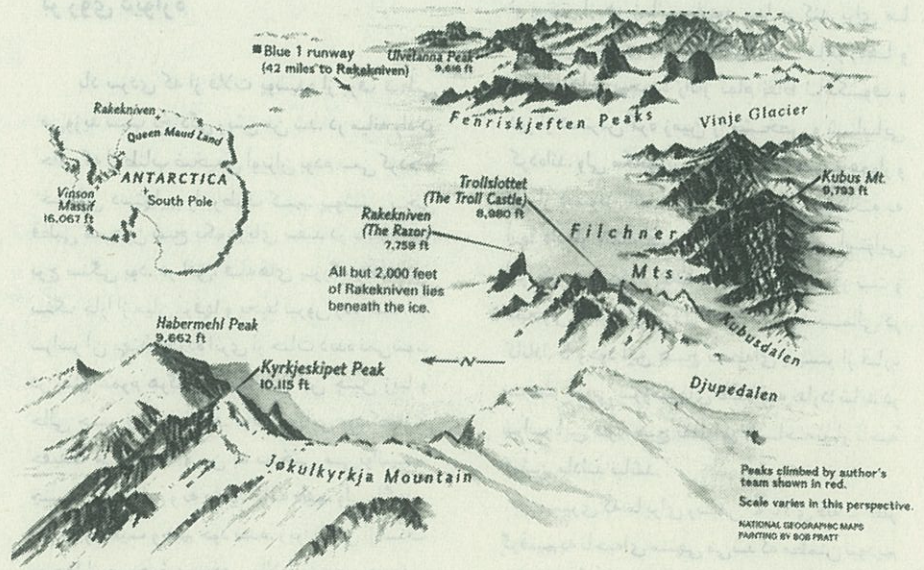 Blue 1 runway
(42 miles to Rakekniven)
Ulvetanna Peak
9,616 ft
Fenriskjeften Peaks
Vinje Glacier
Rakekniven
Queen Maud Land
ANTARCTICA
South Pole
Vinson
Massif
16,067 ft
Kubus Mt.
9,793 ft
Trollslottet
(The Troll Castle)
8,980 ft
Rakekniven
(The Razor)
7,759 ft
Filchner
Mts.
All but 2,000 feet
of Rakekniven lies
beneath the ice.
Kubusdalen
Habermehl Peak
9,662 ft
N
Kyrkjeskipet Peak
10,115 ft
Djupedalen
Jøkulkyrkja Mountain
Peaks climbed by author's
team shown in red.
Scale varies in this perspective.
NATIONAL GEOGRAPHIC MAPS
PAINTING BY BOB PRATT